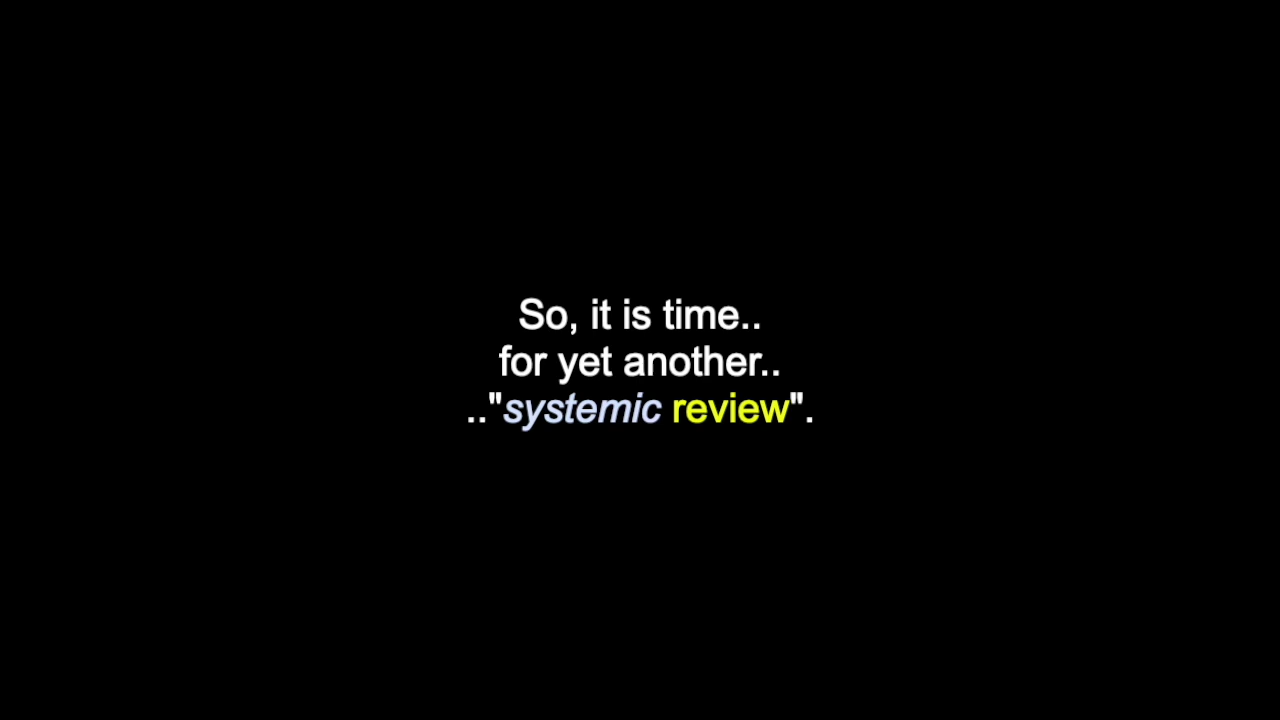 So, it is time..
for yet another..
.."systemic review".